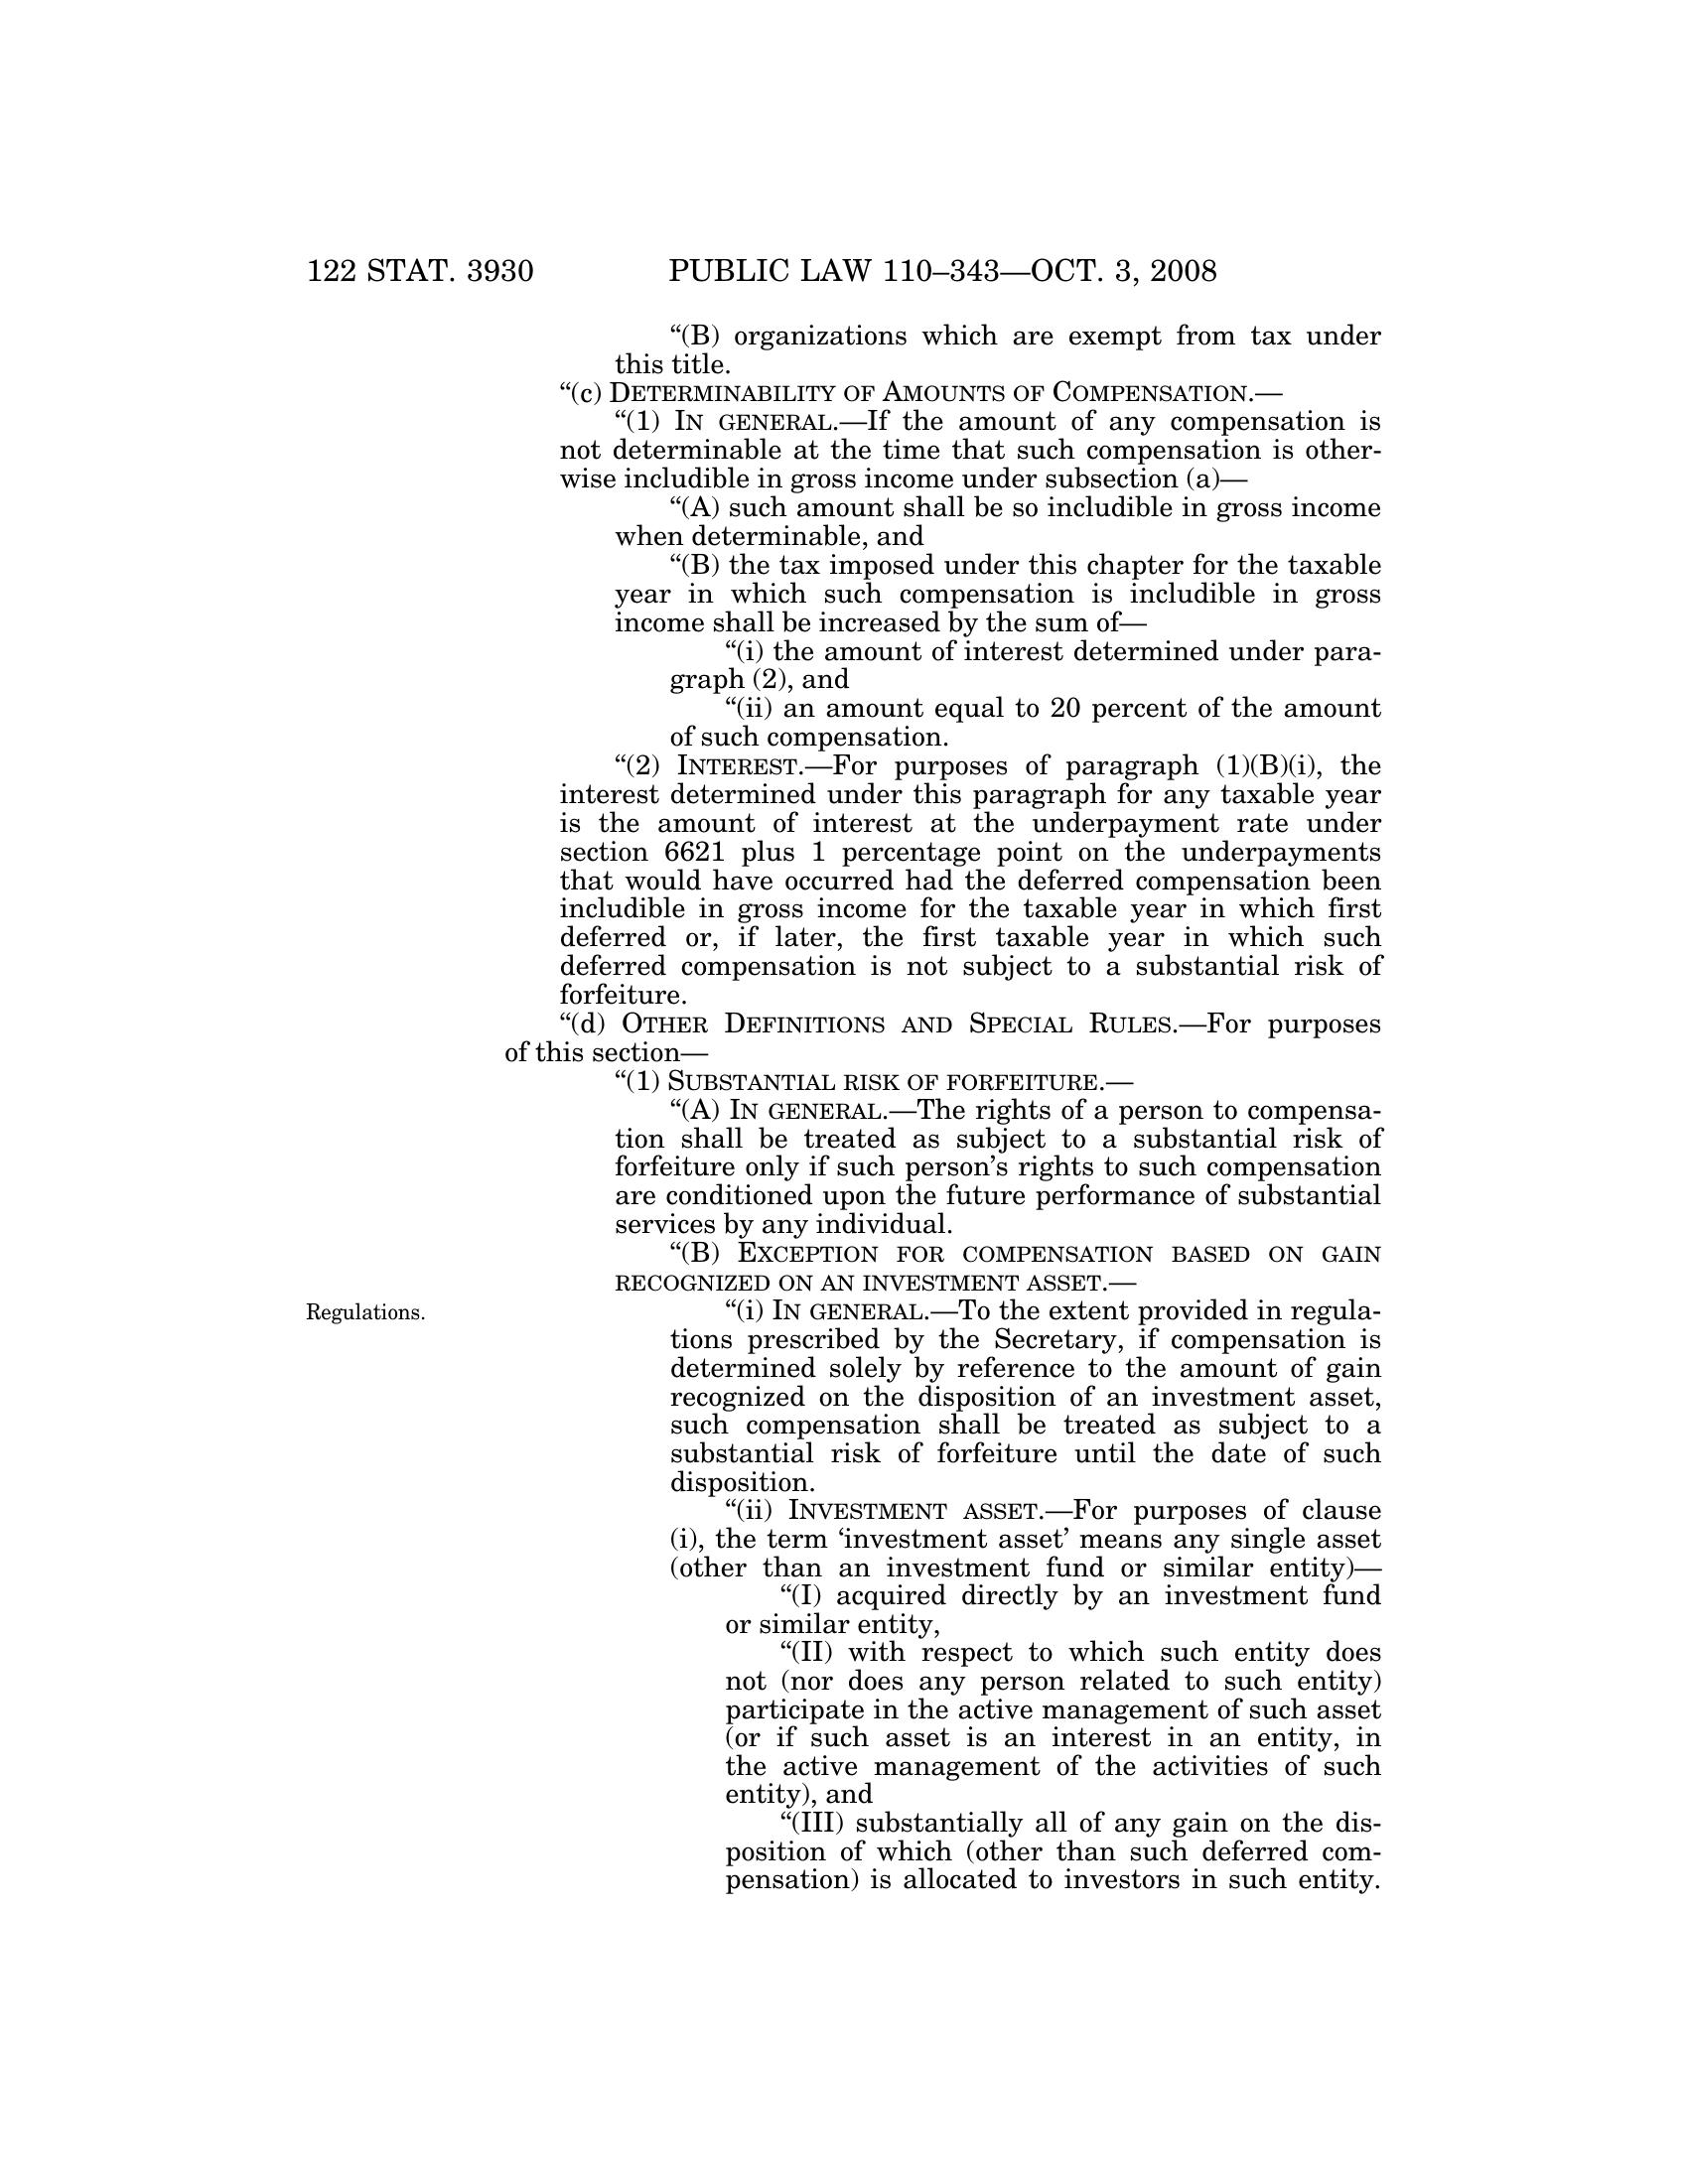 122 STAT. 3930 PUBLIC LAW 110–343—OCT. 3, 2008
“(B) organizations which are exempt from tax under
this title.
“(c) DETERMINABILITY OF AMOUNTS OF COMPENSATION.—
“(1) IN GENERAL.—If the amount of any compensation is
not determinable at the time that such compensation is other-
wise includible in gross income under subsection (a)—
“(A) such amount shall be so includible in gross income
when determinable, and
“(B) the tax imposed under this chapter for the taxable
year in which such compensation is includible in gross
income shall be increased by the sum of—
“(i) the amount of interest determined under para-
graph (2), and
“(ii) an amount equal to 20 percent of the amount
of such compensation.
“(2) INTEREST.—For purposes of paragraph (1)(B)(i), the
interest determined under this paragraph for any taxable year
is the amount of interest at the underpayment rate under
section 6621 plus 1 percentage point on the underpayments
that would have occurred had the deferred compensation been
includible in gross income for the taxable year in which first
deferred or, if later, the first taxable year in which such
deferred compensation is not subject to a substantial risk of
forfeiture.
“(d) OTHER DEFINITIONS AND SPECIAL RULES.—For purposes
of this section—
“(1) SUBSTANTIAL RISK OF FORFEITURE.—
“(A) IN GENERAL.—The rights of a person to compensa-
tion shall be treated as subject to a substantial risk of
forfeiture only if such person’s rights to such compensation
are conditioned upon the future performance of substantial
services by any individual.
“(B) EXCEPTION FOR COMPENSATION BASED ON GAIN
RECOGNIZED ON AN INVESTMENT ASSET.—
Regulations.
“(i) IN GENERAL.—To the extent provided in regula-
tions prescribed by the Secretary, if compensation is
determined solely by reference to the amount of gain
recognized on the disposition of an investment asset,
such compensation shall be treated as subject to a
substantial risk of forfeiture until the date of such
disposition.
“(ii) INVESTMENT ASSET.—For purposes of clause
(i), the term ‘investment asset’ means any single asset
(other than an investment fund or similar entity)—
“(I) acquired directly by an investment fund
or similar entity,
“(II) with respect to which such entity does
not (nor does any person related to such entity)
participate in the active management of such asset
(or if such asset is an interest in an entity, in
the active management of the activities of such
entity), and
“(III) substantially all of any gain on the dis-
position of which (other than such deferred com-
pensation) is allocated to investors in such entity.